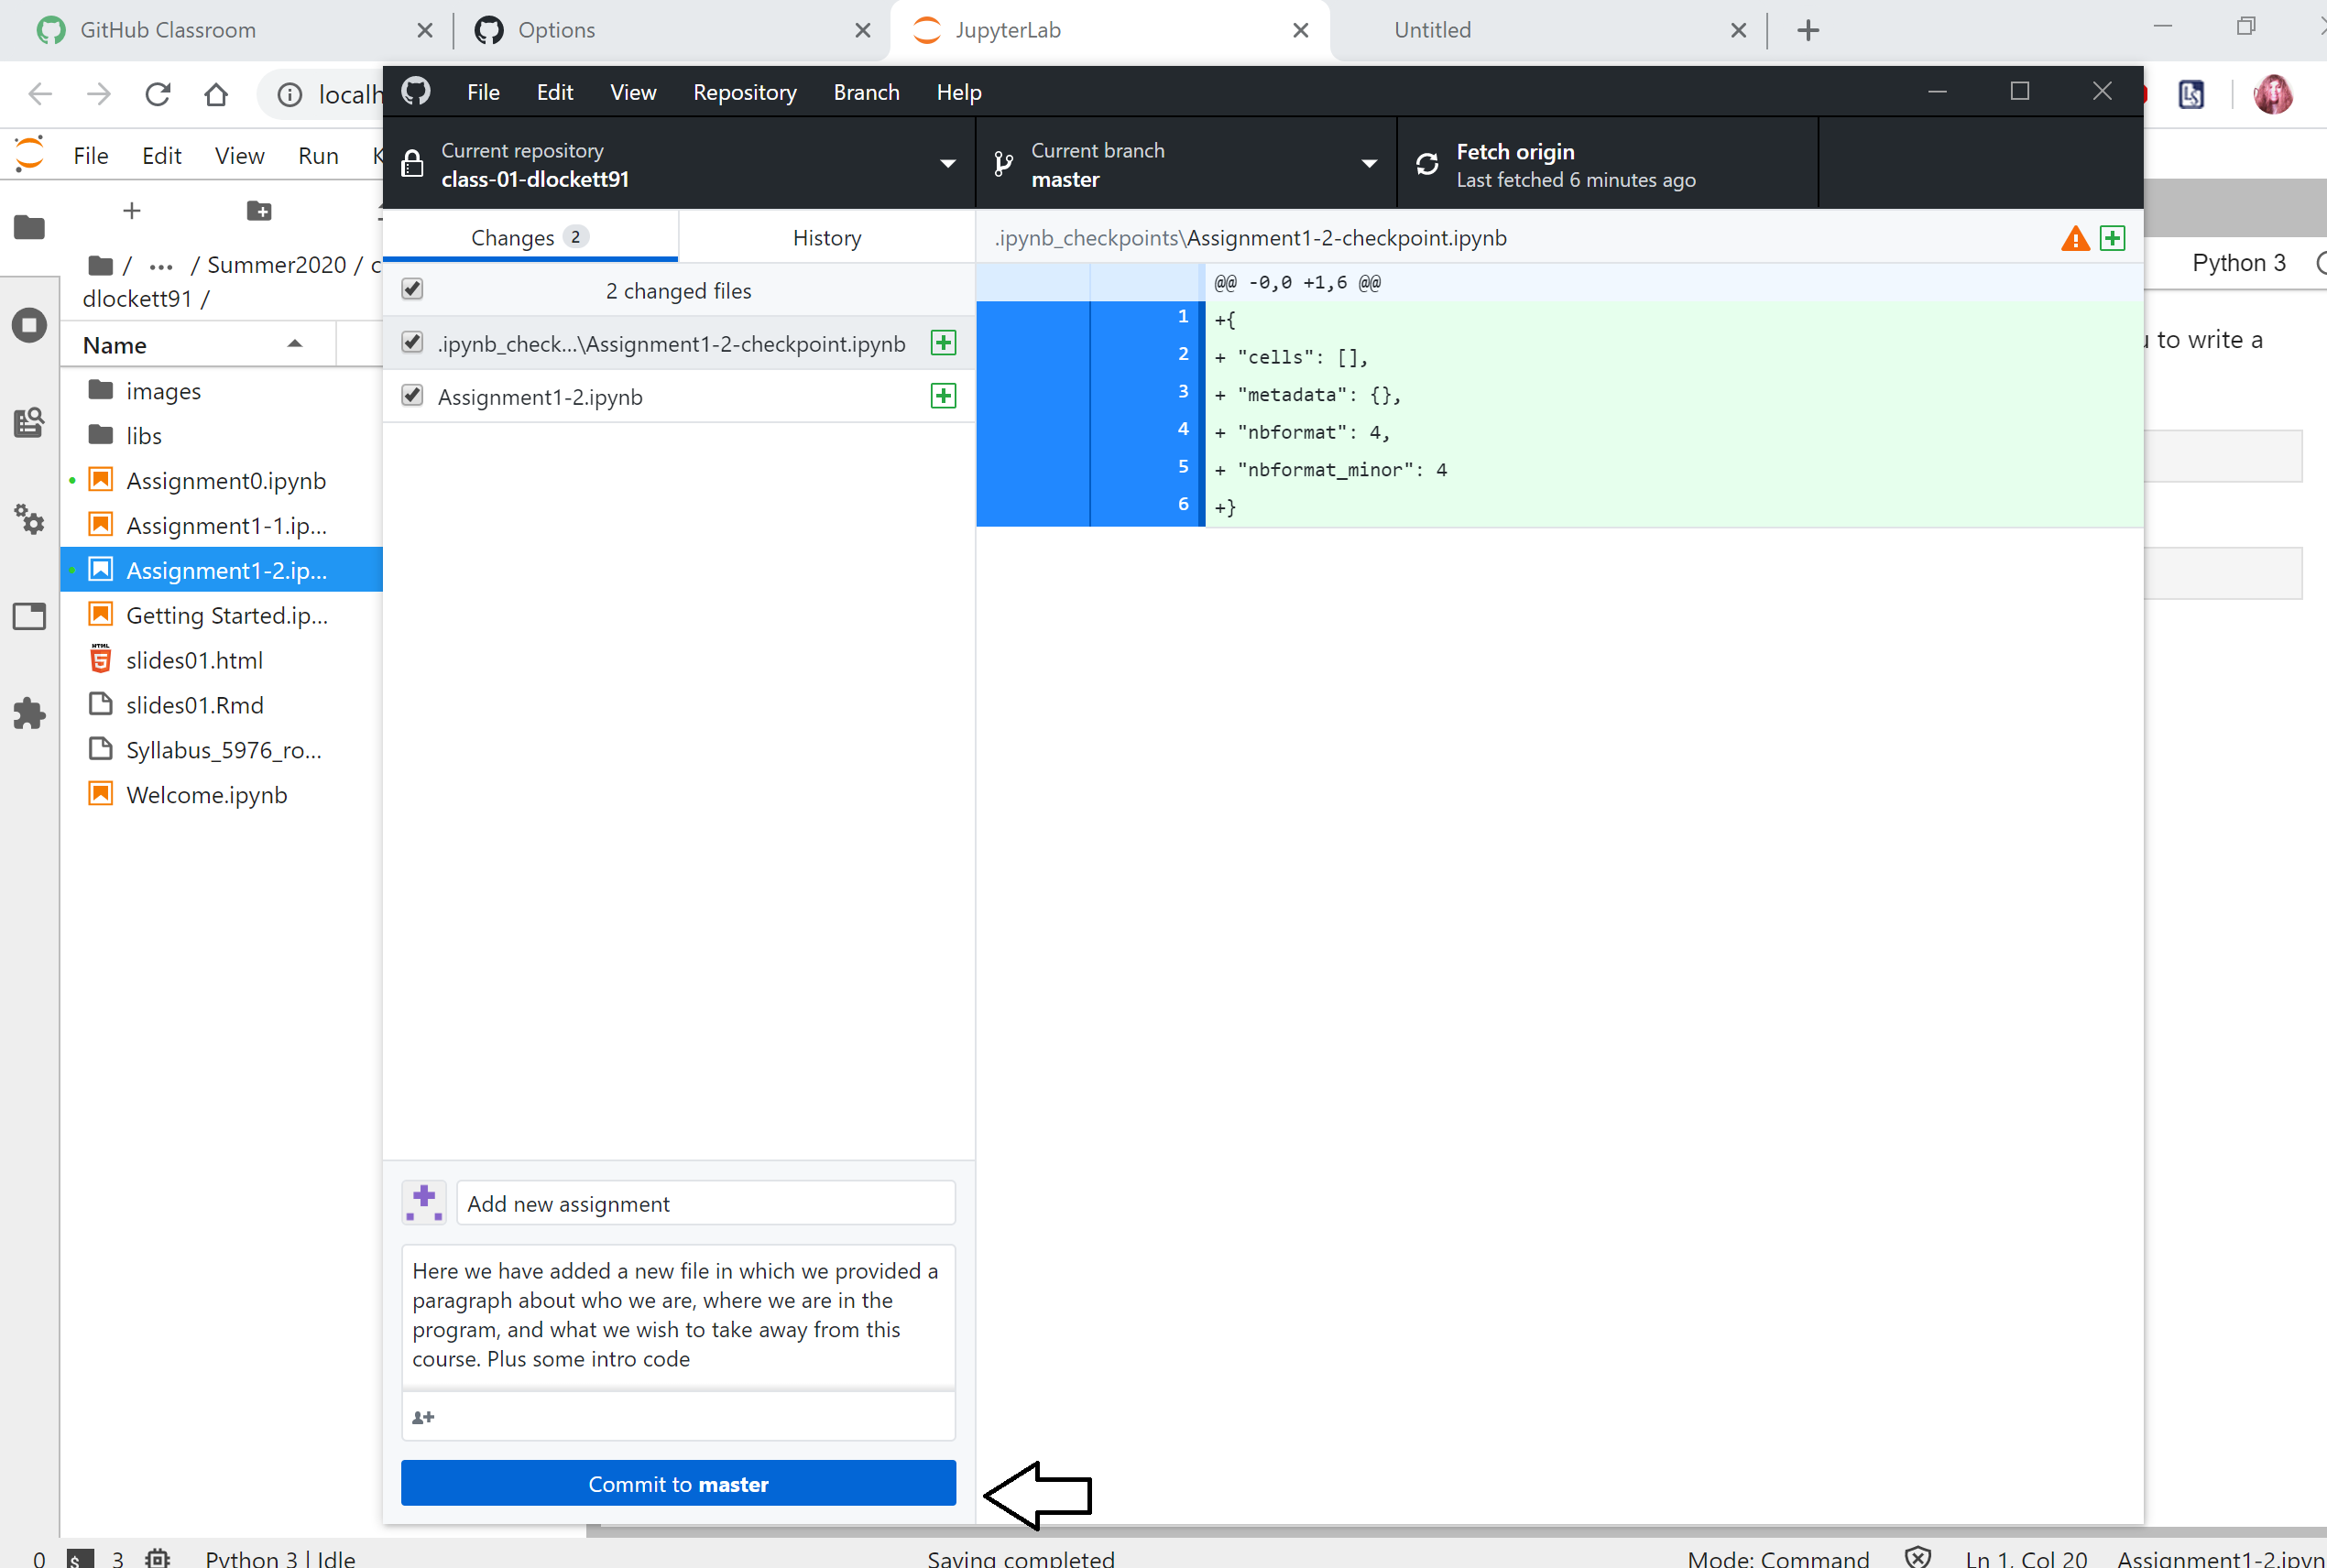 GitHub Classroom
Options
JupyterLab
Untitled
localh
File Edit View Repository Branch Help
File Edit View Run K
Current repository
class-01-dlockett91
Current branch
master
Fetch origin
Last fetched 6 minutes ago
/ ... / Summer2020 / c
dlockett91 /
Changes 2
History
.ipynb_checkpoints\Assignment1-2-checkpoint.ipynb
Python 3
2 changed files
.ipynb_check...\Assignment1-2-checkpoint.ipynb
Assignment1-2.ipynb
@@ -0,0 +1,6 @@
1 +{
2 + "cells": [],
3 + "metadata": {},
4 + "nbformat": 4,
5 + "nbformat_minor": 4
6 +}
to write a
Name
images
libs
Assignment0.ipynb
Assignment1-1.ip...
Assignment1-2.ip...
Getting Started.ip...
HTML
slides01.html
slides01.Rmd
Syllabus_5976_ro...
Welcome.ipynb
Add new assignment
Here we have added a new file in which we provided a
paragraph about who we are, where we are in the
program, and what we wish to take away from this
course. Plus some intro code
Commit to master
0 $ 3 Python 3 | Idle
Saving completed
Mode: Command
Ln 1, Col 20
Assignment1-2.ipyn